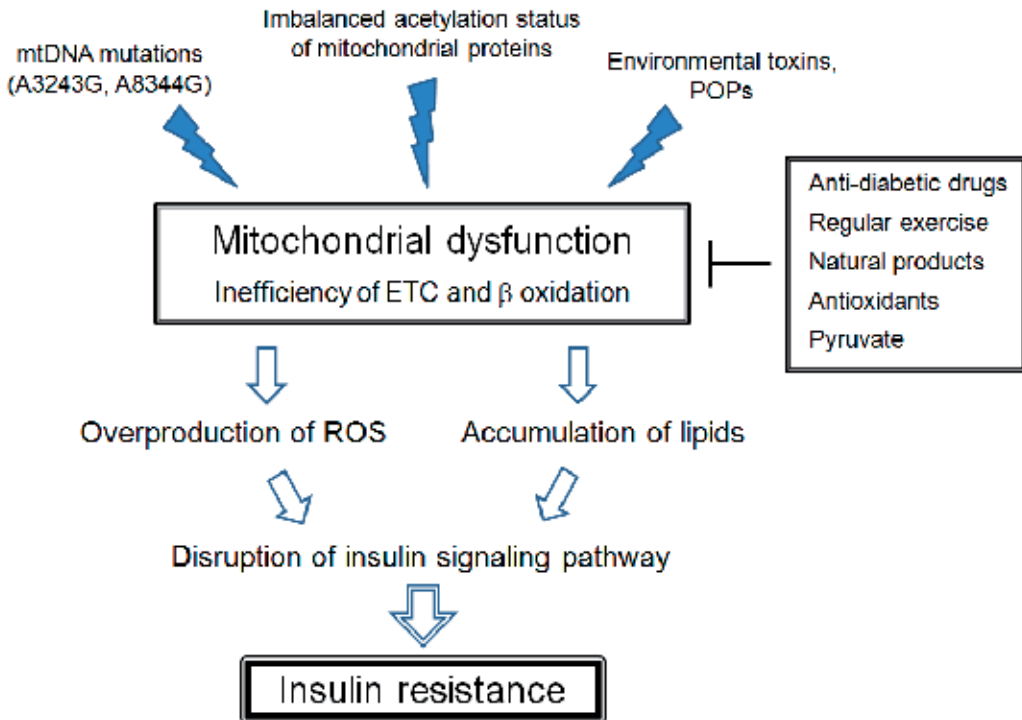 Imbalanced acetylation status
of mitochondrial proteins
mtDNA mutations
(A3243G, A8344G)
Environmental toxins,
POPs
Mitochondrial dysfunction
Inefficiency of ETC and β oxidation
Anti-diabetic drugs
Regular exercise
Natural products
Antioxidants
Pyruvate
Overproduction of ROS
Accumulation of lipids
Disruption of insulin signaling pathway
Insulin resistance